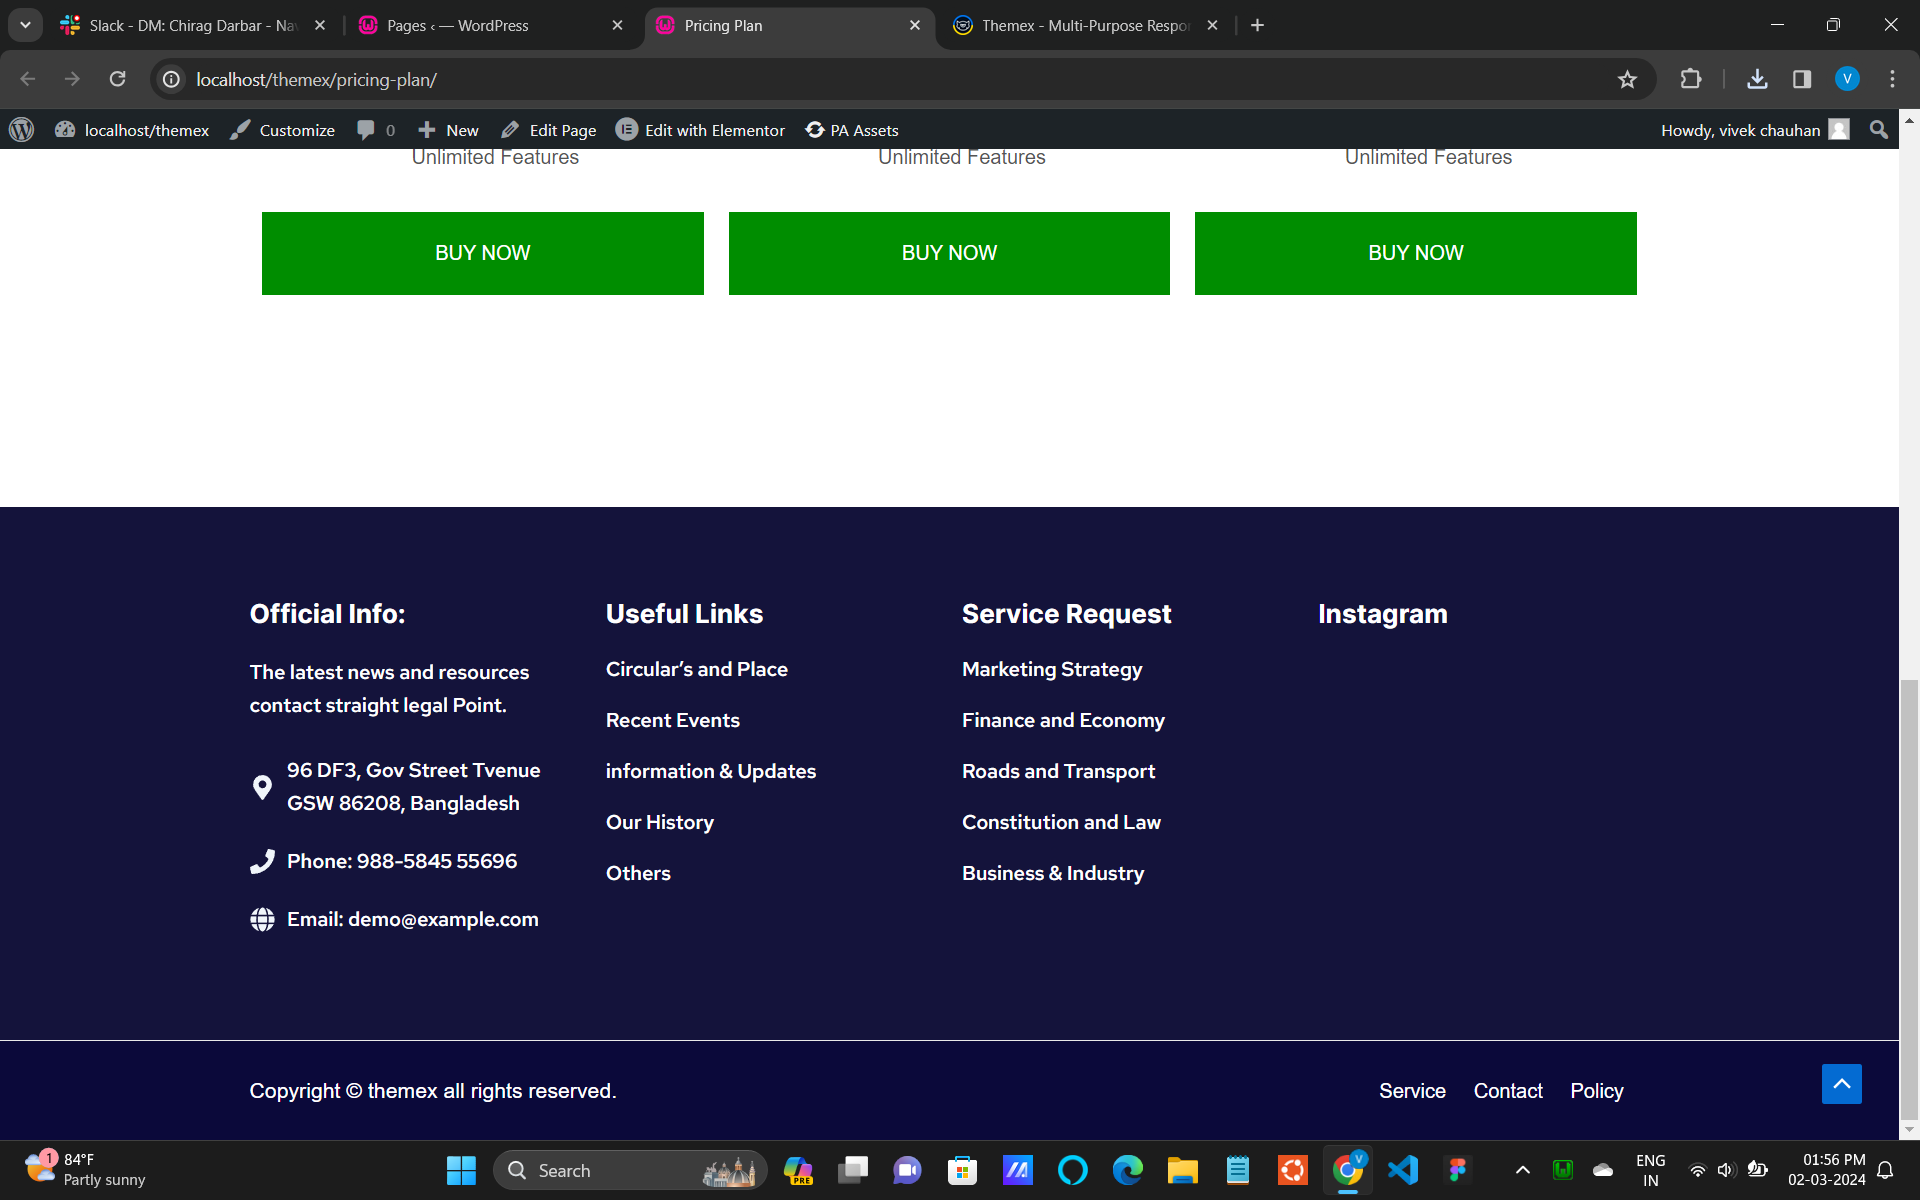 Slack - DM: Chirag Darbar - Na
Pages ‹ — WordPress
Pricing Plan
Themex - Multi-Purpose Respo
localhost/themex/pricing-plan/
V
localhost/themex
Customize
0
New
Edit Page
Edit with Elementor
PA Assets
Howdy, vivek chauhan
Unlimited Features
Unlimited Features
Unlimited Features
BUY NOW
BUY NOW
BUY NOW
Official Info:
The latest news and resources
contact straight legal Point.
96 DF3, Gov Street Tvenue
GSW 86208, Bangladesh
Phone: 988-5845 55696
Email: demo@example.com
Useful Links
Circular’s and Place
Recent Events
information & Updates
Our History
Others
Service Request
Marketing Strategy
Finance and Economy
Roads and Transport
Constitution and Law
Business & Industry
Instagram
Copyright © themex all rights reserved.
Service
Contact
Policy
1
84°F
Partly sunny
Search
PRE
V
ENG
IN
01:56 PM
02-03-2024